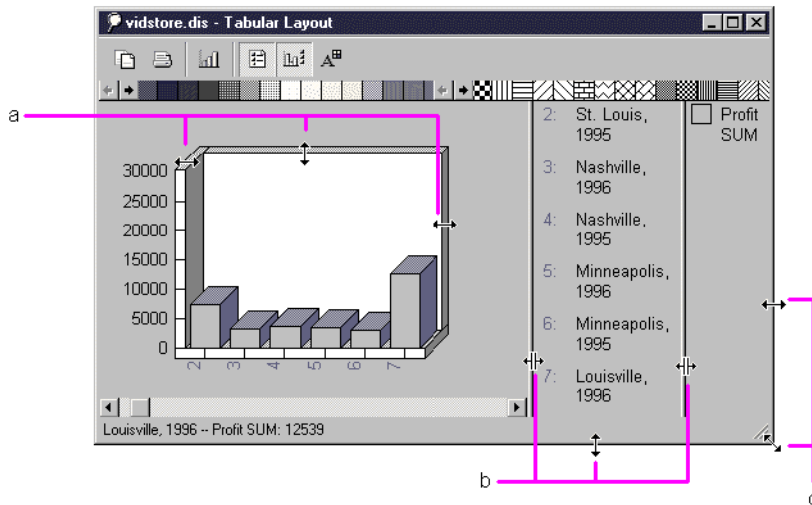 vidstore.dis - Tabular Layout
A
a
30000
25000
20000
15000
10000
5000
0
2 3 4 5 6 7
2: St. Louis,
1995
3: Nashville,
1996
4: Nashville,
1995
5: Minneapolis,
1996
6: Minneapolis,
1995
7: Louisville,
1996
Profit
SUM
Louisville, 1996 -- Profit SUM: 12539
b